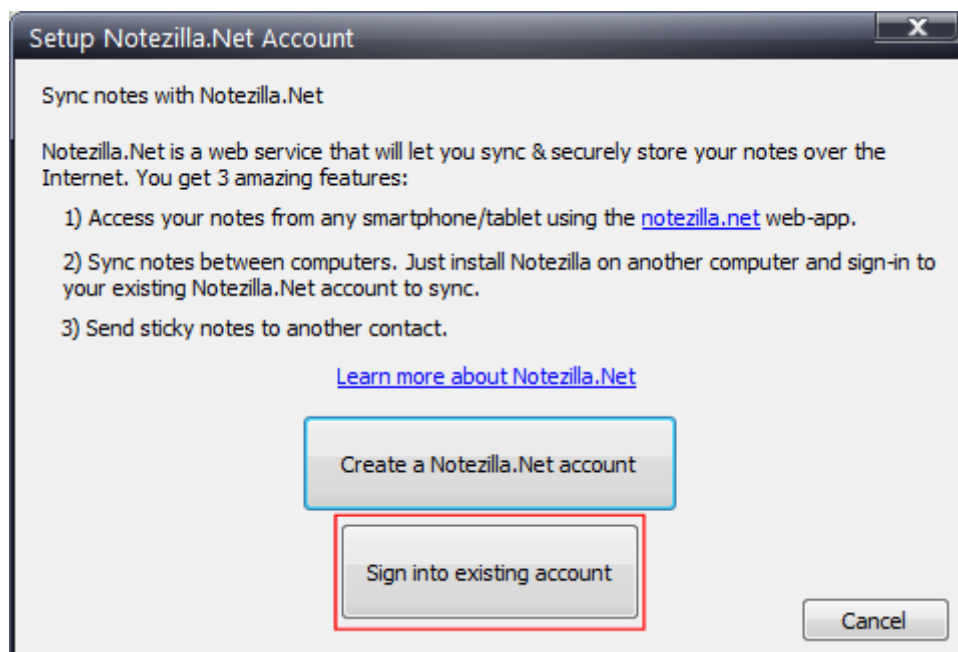 Setup Notezilla.Net Account
X
Sync notes with Notezilla.Net
Notezilla.Net is a web service that will let you sync & securely store your notes over the
Internet. You get 3 amazing features:
1) Access your notes from any smartphone/tablet using the notezilla.net web-app.
2) Sync notes between computers. Just install Notezilla on another computer and sign-in to
your existing Notezilla.Net account to sync.
3) Send sticky notes to another contact.
Learn more about Notezilla.Net
Create a Notezilla.Net account
Sign into existing account
Cancel